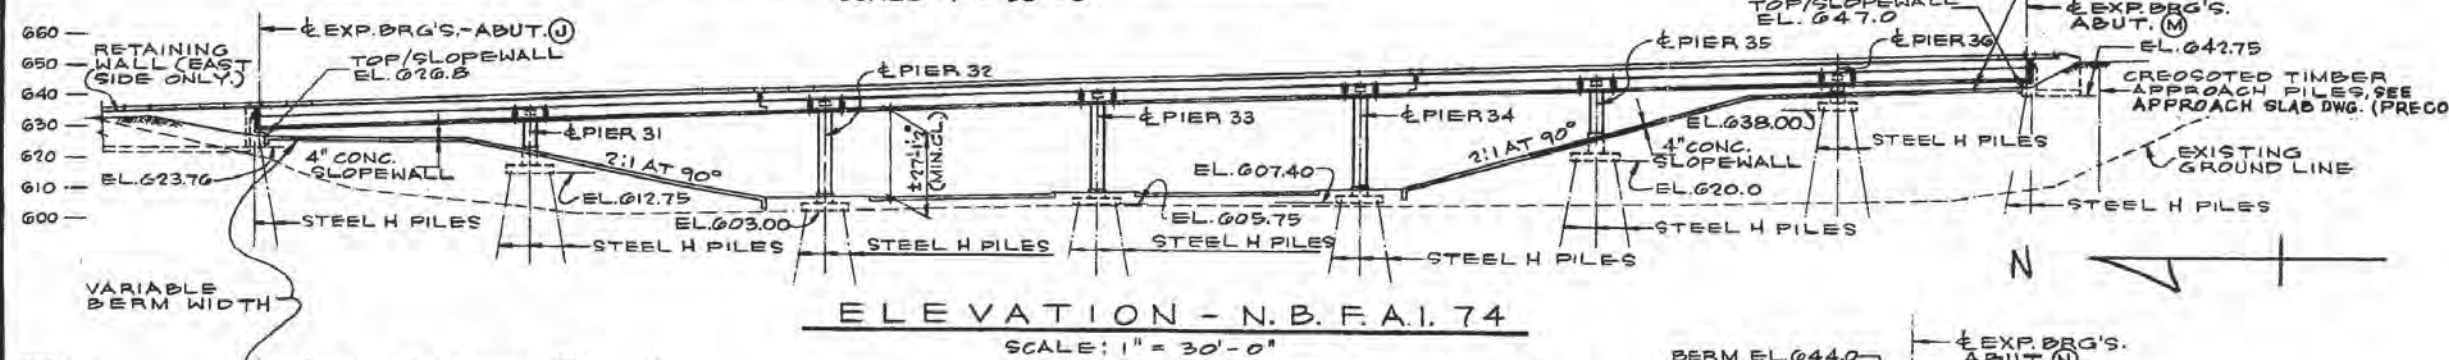 660
650
640
630
620
610
600
RETAINING
WALL (EAST
SIDE ONLY.)
℄ EXP. BRG'S.-ABUT. Ⓙ
TOP/SLOPEWALL
EL. 626.8
℄ PIER 32
℄ PIER 31
EL. 623.76
4" CONC.
SLOPEWALL
2:1 AT 90°
EL. 612.75
EL. 603.00
±27'-1½"
(MIN. CL.)
℄ PIER 33
℄ PIER 34
EL. 607.40
EL. 605.75
℄ PIER 35
℄ PIER 36
2:1 AT 90°
4" CONC.
SLOPEWALL
EL. 638.00
EL. 620.0
TOP/SLOPEWALL
EL. 647.0
℄ EXP. BRG'S.
ABUT. Ⓜ
EL. 642.75
CREOSOTED TIMBER
APPROACH PILES, SEE
APPROACH SLAB DWG. (PRECO
EXISTING
GROUND LINE
STEEL H PILES
STEEL H PILES
STEEL H PILES
STEEL H PILES
STEEL H PILES
STEEL H PILES
STEEL H PILES
STEEL H PILES
VARIABLE
BERM WIDTH
N
ELEVATION - N. B. F. A. I. 74
SCALE: 1" = 30'-0"
BERM EL. 644.0
℄ EXP. BRG'S.